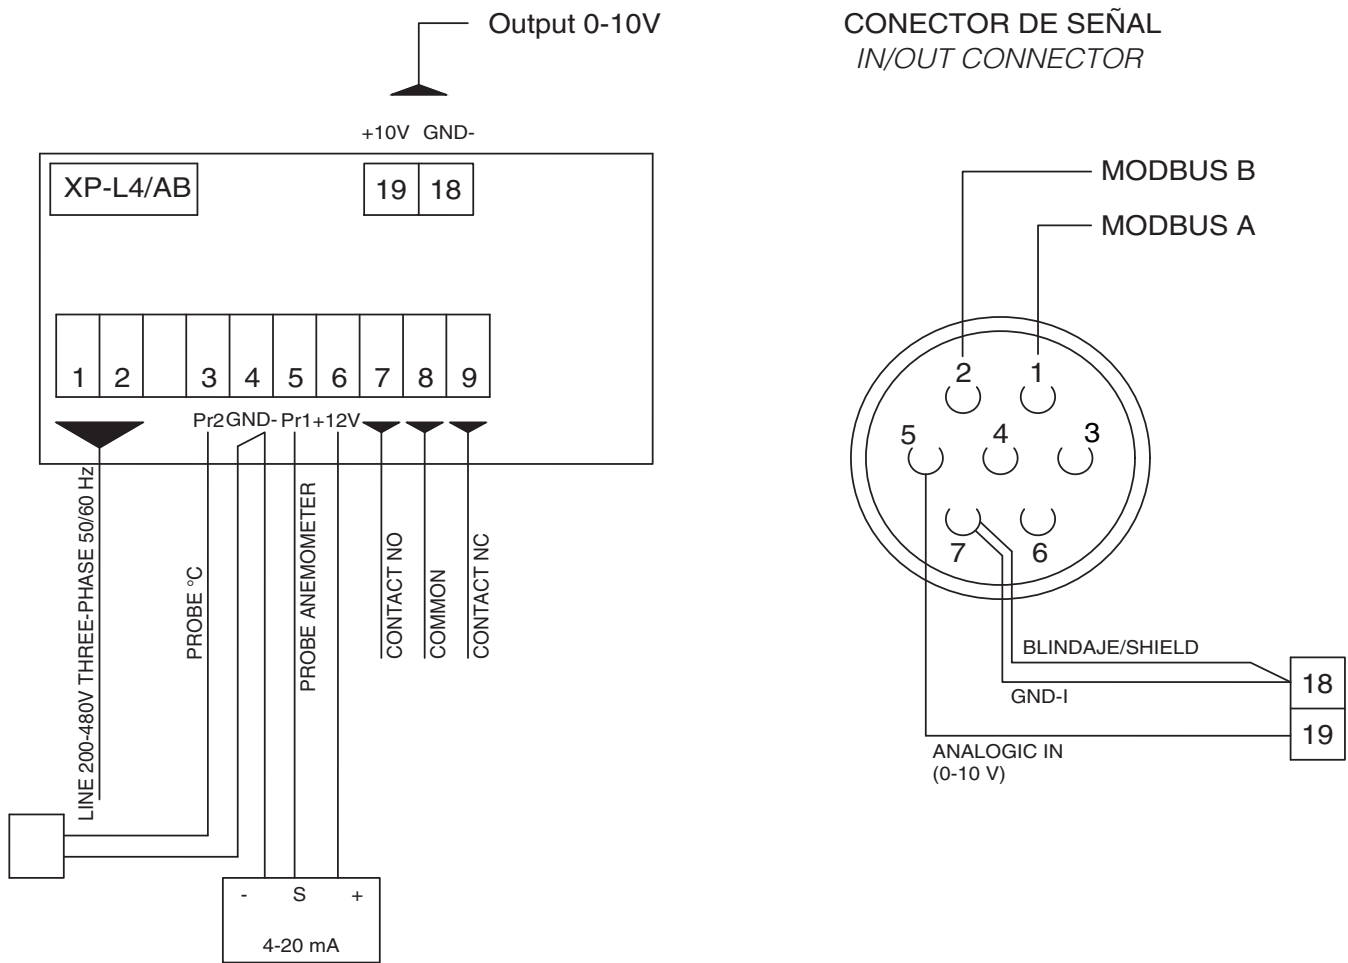 Output 0-10V
+10V GND-
XP-L4/AB
19 18
1 2 3 4 5 6 7 8 9
Pr2 GND- Pr1 +12V
LINE 200-480V THREE-PHASE 50/60 Hz
PROBE °C
PROBE ANEMOMETER
CONTACT NO
COMMON
CONTACT NC
- S +
4-20 mA
CONECTOR DE SEÑAL
IN/OUT CONNECTOR
MODBUS B
MODBUS A
2 1
5 4 3
7 6
BLINDAJE/SHIELD
18
GND-I
19
ANALOGIC IN
(0-10 V)